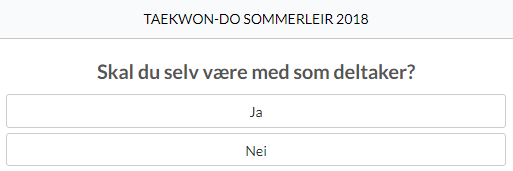 TAEKWON-DO SOMMERLEIR 2018
Skal du selv være med som deltaker?
Ja
Nei